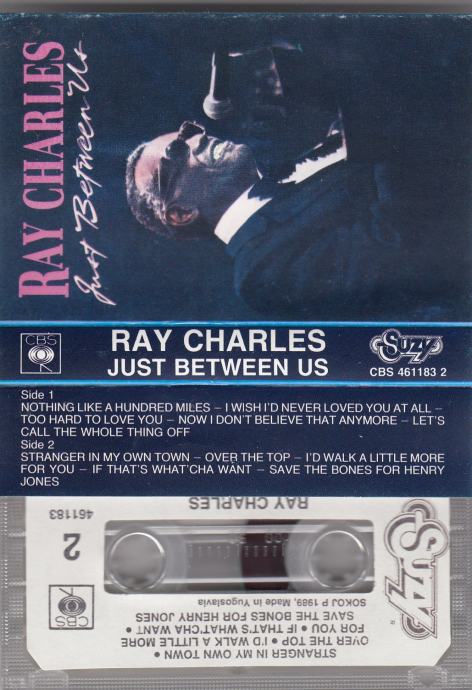 RAY CHARLES
Just Between Us
CBS
RAY CHARLES
JUST BETWEEN US
SUZY
CBS 461183 2
Side 1
NOTHING LIKE A HUNDRED MILES – I WISH I'D NEVER LOVED YOU AT ALL –
TOO HARD TO LOVE YOU – NOW I DON'T BELIEVE THAT ANYMORE – LET'S
CALL THE WHOLE THING OFF
Side 2
STRANGER IN MY OWN TOWN – OVER THE TOP – I'D WALK A LITTLE MORE
FOR YOU – IF THAT'S WHAT'CHA WANT – SAVE THE BONES FOR HENRY
JONES
STRANGER IN MY OWN TOWN •
OVER THE TOP • I'D WALK A LITTLE MORE
FOR YOU • IF THAT'S WHAT'CHA WANT •
SAVE THE BONES FOR HENRY JONES
SOKOJ P 1989, Made in Yugoslavia
CBS
SUZY
R
2
461183
RAY CHARLES